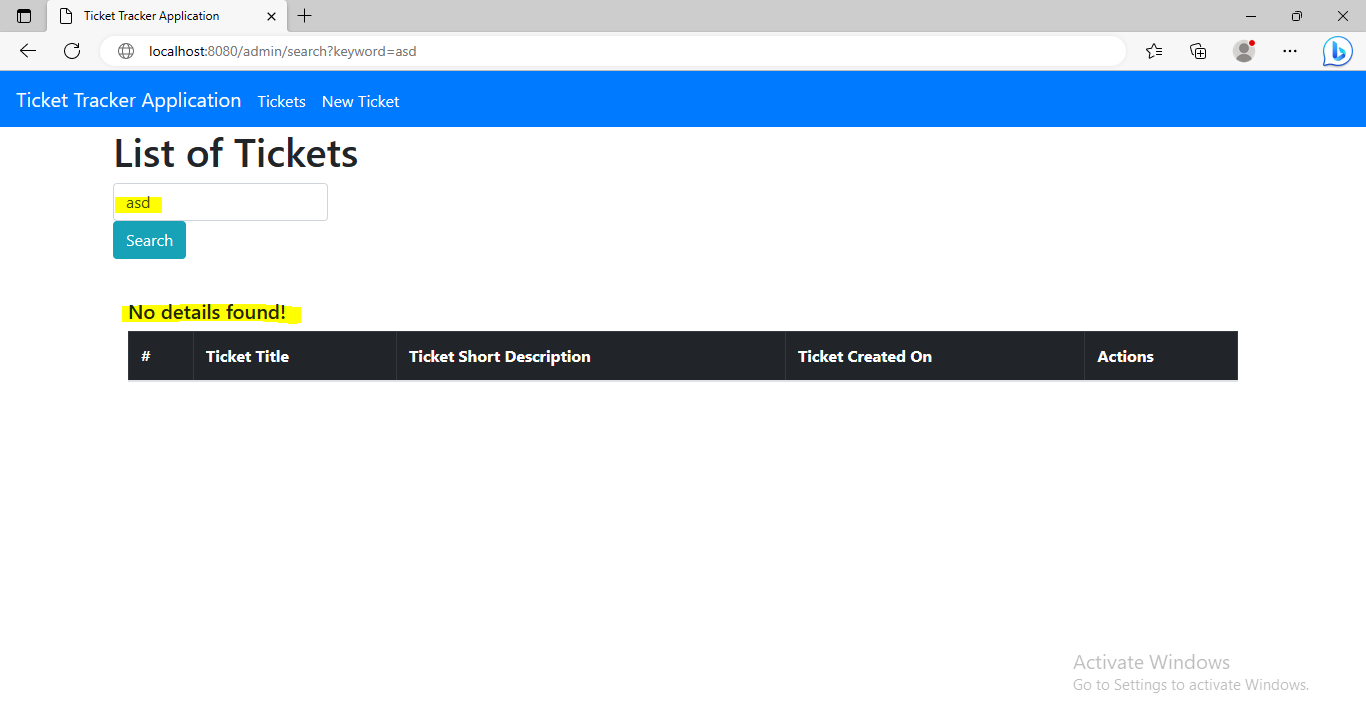 Ticket Tracker Application
localhost:8080/admin/search?keyword=asd
Ticket Tracker Application Tickets New Ticket
List of Tickets
asd
Search
No details found!
# Ticket Title Ticket Short Description Ticket Created On Actions
Activate Windows
Go to Settings to activate Windows.